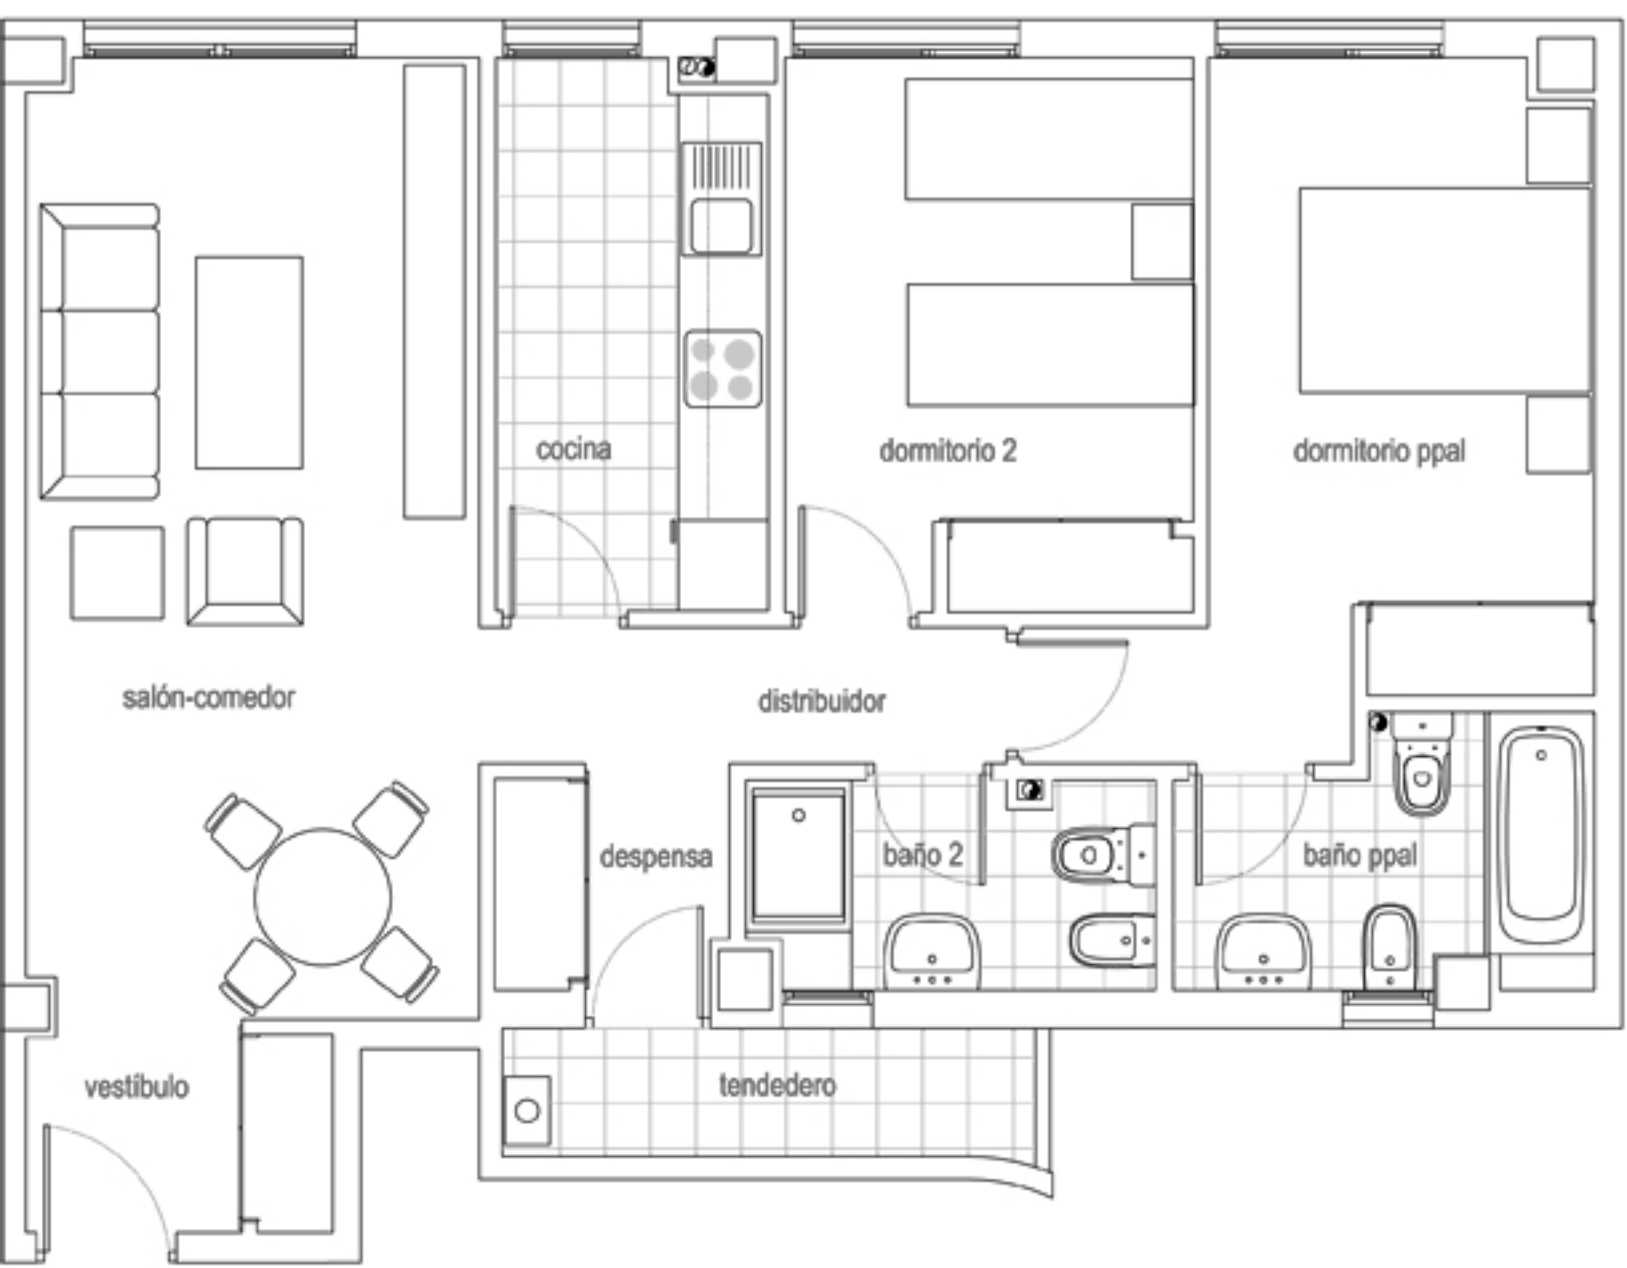 cocina
dormitorio 2
dormitorio ppal
salón-comedor
distribuidor
despensa
baño 2
baño ppal
vestíbulo
tendedero